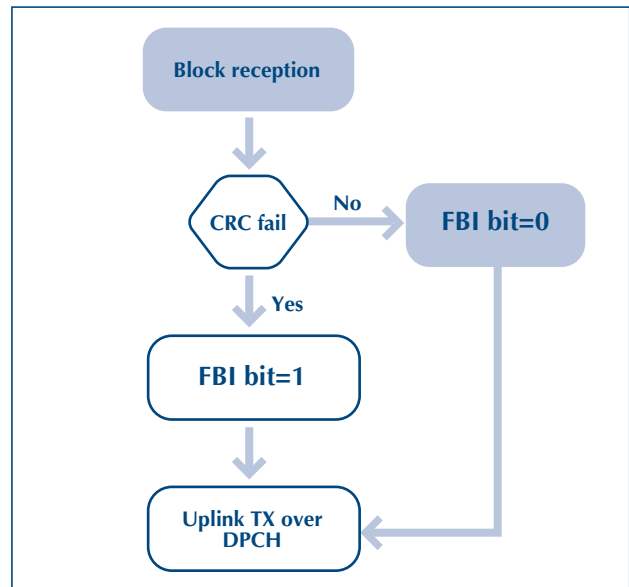 Block reception
CRC fail
No
FBI bit=0
Yes
FBI bit=1
Uplink TX over
DPCH